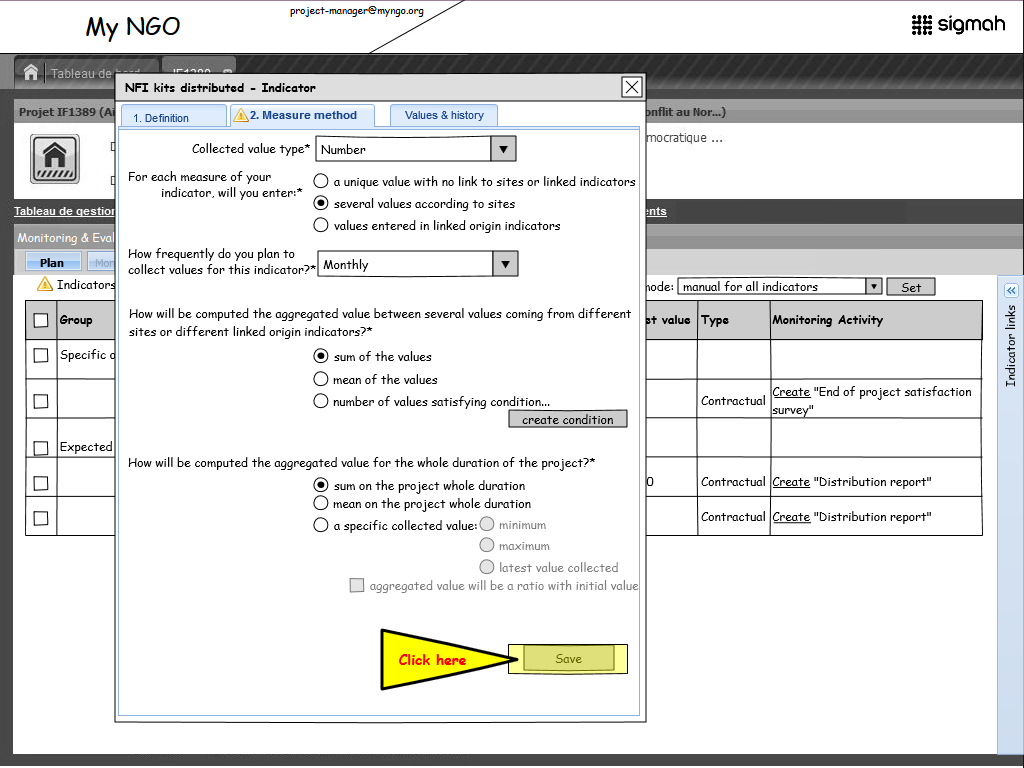 project-manager@myngo.org
My NGO
sigmah
Tableau de bord
IF1389
NFI kits distributed - Indicator
Projet IF1389 (Ai
onflit au Nor...)
1. Definition
2. Measure method
Values & history
mocratique ...
Collected value type*
Number
For each measure of your
indicator, will you enter:*
a unique value with no link to sites or linked indicators
several values according to sites
values entered in linked origin indicators
Tableau de gestion
ents
Monitoring & Eval
How frequently do you plan to
collect values for this indicator?*
Monthly
Plan
Mon
Indicators
node:
manual for all indicators
Set
Indicator links
How will be computed the aggregated value between several values coming from different
sites or different linked origin indicators?*
Group
et value
Type
Monitoring Activity
sum of the values
Specific o
mean of the values
number of values satisfying condition...
create condition
Contractual
Create "End of project satisfaction
survey"
Expected
How will be computed the aggregated value for the whole duration of the project?*
sum on the project whole duration
0
Contractual
Create "Distribution report"
mean on the project whole duration
a specific collected value:
minimum
Contractual
Create "Distribution report"
maximum
latest value collected
aggregated value will be a ratio with initial value
Click here
Save